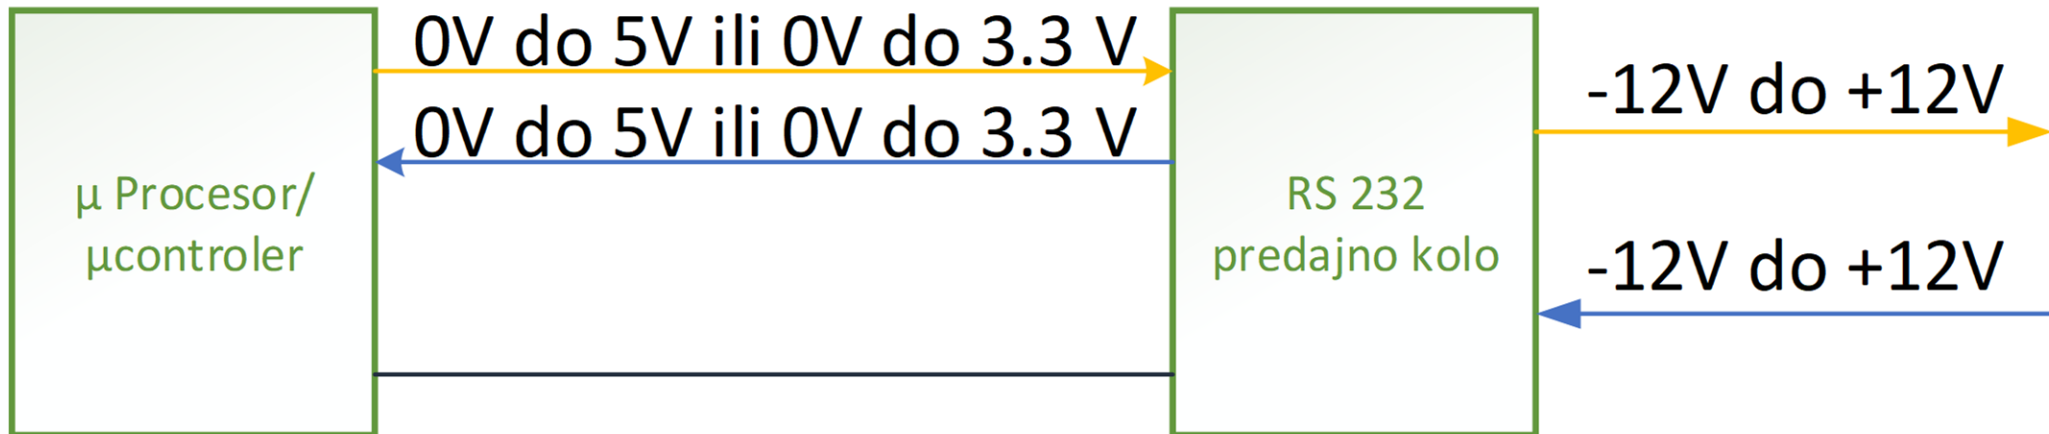 0V do 5V ili 0V do 3.3 V
0V do 5V ili 0V do 3.3 V
μ Procesor/
μcontroler
RS 232
predajno kolo
-12V do +12V
-12V do +12V